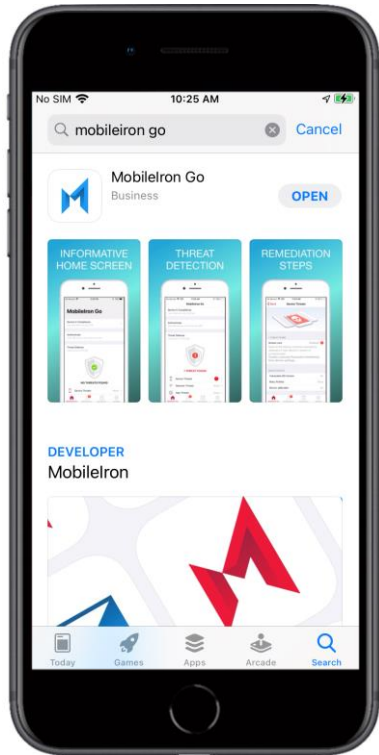 No SIM 10:25 AM
mobileiron go Cancel
MobileIron Go
Business
OPEN
INFORMATIVE
HOME SCREEN
THREAT
DETECTION
REMEDIATION
STEPS
MobileIron Go
DEVELOPER
MobileIron
Today Games Apps Arcade Search